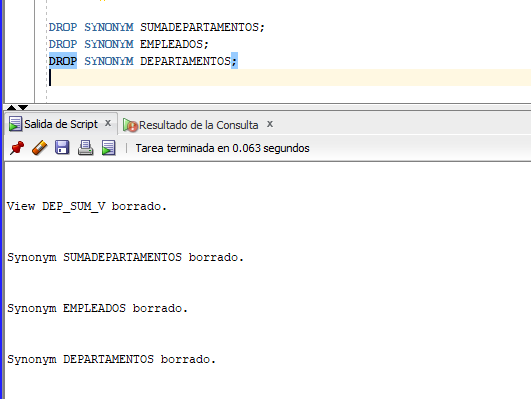 DROP SYNONYM SUMADEPARTAMENTOS;
DROP SYNONYM EMPLEADOS;
DROP SYNONYM DEPARTAMENTOS;
Salida de Script x Resultado de la Consulta x
Tarea terminada en 0.063 segundos
View DEP_SUM_V borrado.
Synonym SUMADEPARTAMENTOS borrado.
Synonym EMPLEADOS borrado.
Synonym DEPARTAMENTOS borrado.